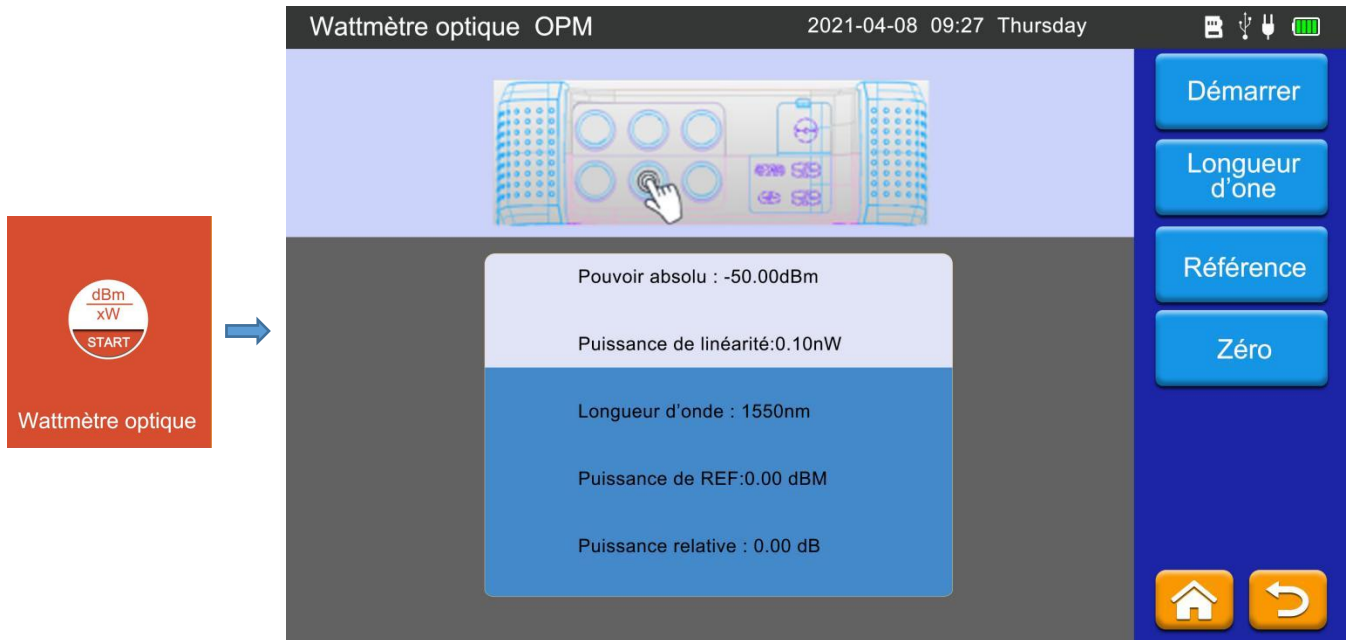 dBm
xW
START
Wattmètre optique
Wattmètre optique OPM 2021-04-08 09:27 Thursday
Pouvoir absolu : -50.00dBm
Puissance de linéarité:0.10nW
Longueur d'onde : 1550nm
Puissance de REF:0.00 dBM
Puissance relative : 0.00 dB
Démarrer
Longueur
d'one
Référence
Zéro